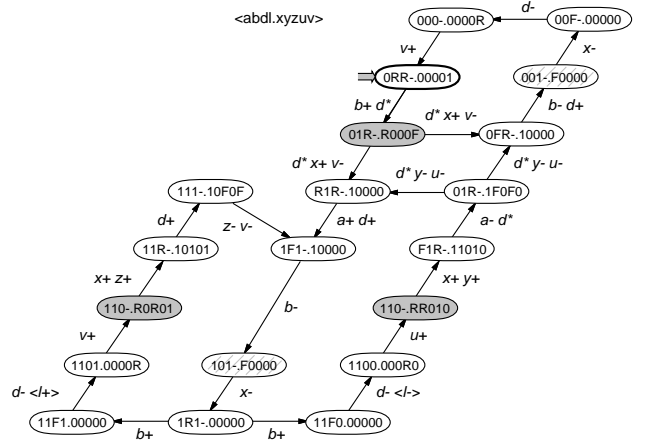 <abdl.xyzuv>
000-.0000R
d-
00F-.00000
v+
x-
0RR-.00001
001-.F0000
b+ d*
b- d+
01R-.R000F
d* x+ v-
0FR-.10000
d* x+ v-
d* y- u-
111-.10F0F
R1R-.10000
d* y- u-
01R.1F0F0
d+
z- v-
a+ d+
a- d*
11R-.10101
1F1-.10000
F1R-.11010
x+ z+
b-
x+ y+
110-.R0R01
110-.RR010
v+
u+
1101.0000R
101-.F0000
1100.000R0
d- <l+>
x-
d- <l->
11F1.00000
b+
1R1-.00000
b+
11F0.00000